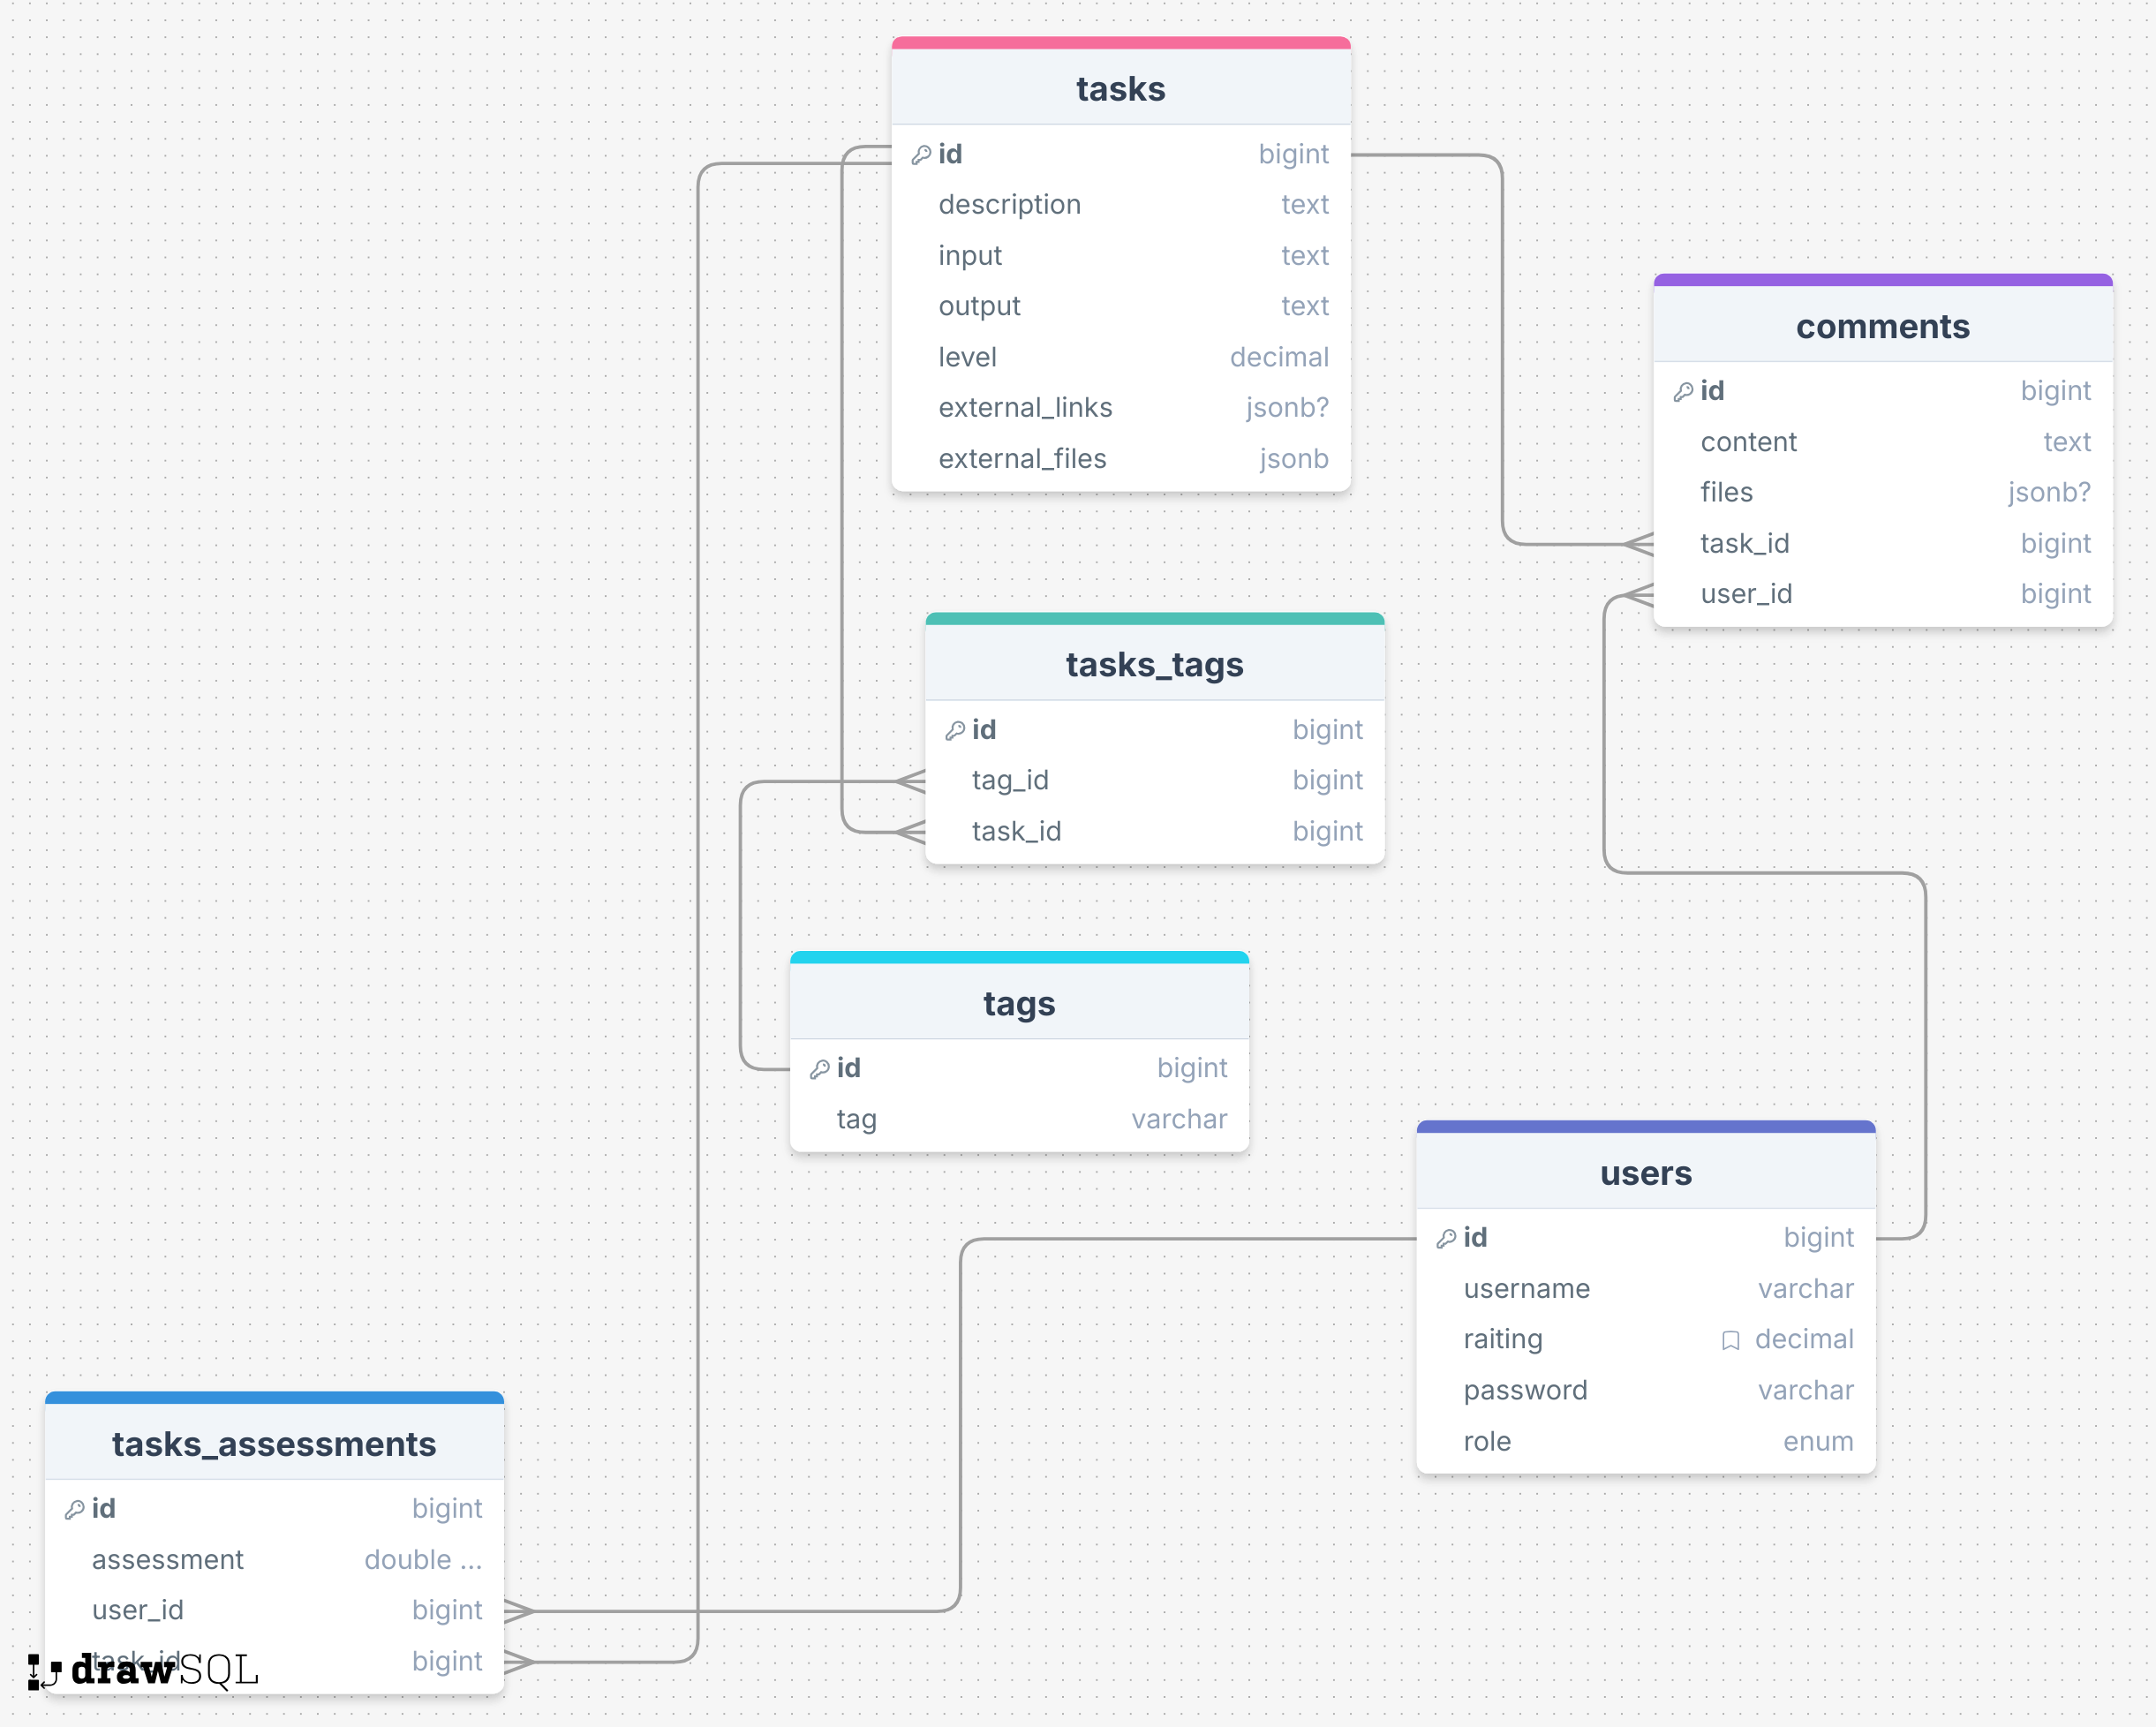 tasks
id bigint
description text
input text
output text
level decimal
external_links jsonb?
external_files jsonb
comments
id bigint
content text
files jsonb?
task_id bigint
user_id bigint
tasks_tags
id bigint
tag_id bigint
task_id bigint
tags
id bigint
tag varchar
users
id bigint
username varchar
raiting decimal
password varchar
role enum
tasks_assessments
id bigint
assessment double ...
user_id bigint
task_id bigint
drawSQL